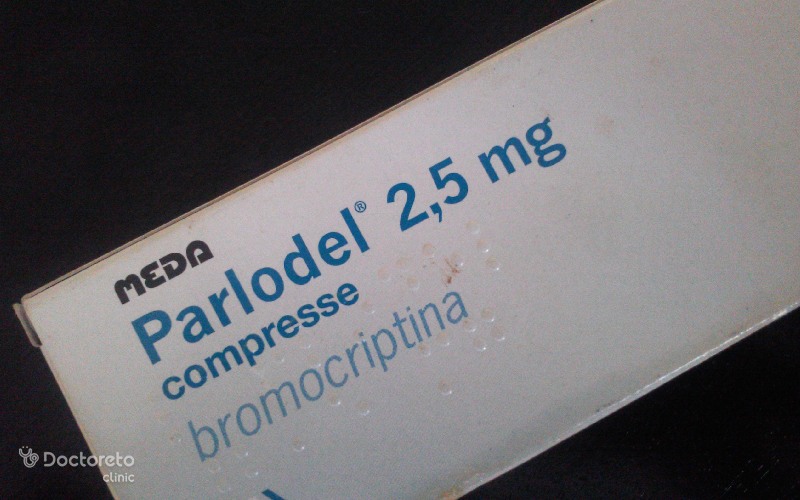 MEDA
Parlodel® 2,5 mg
compresse
bromocriptina
Doctoreto
clinic